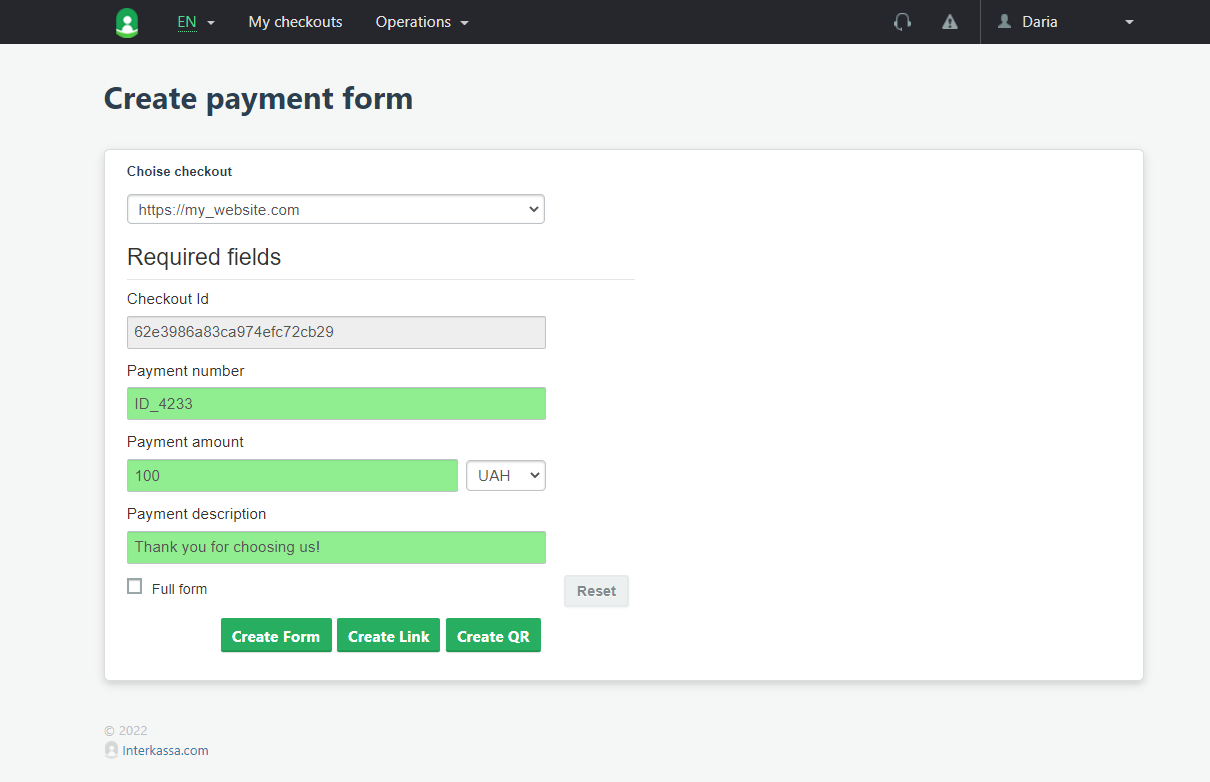 EN My checkouts Operations Daria
Create payment form
Choise checkout
https://my_website.com
Required fields
Checkout Id
62e3986a83ca974efc72cb29
Payment number
ID_4233
Payment amount
100 UAH
Payment description
Thank you for choosing us!
Full form Reset
Create Form Create Link Create QR
© 2022
Interkassa.com